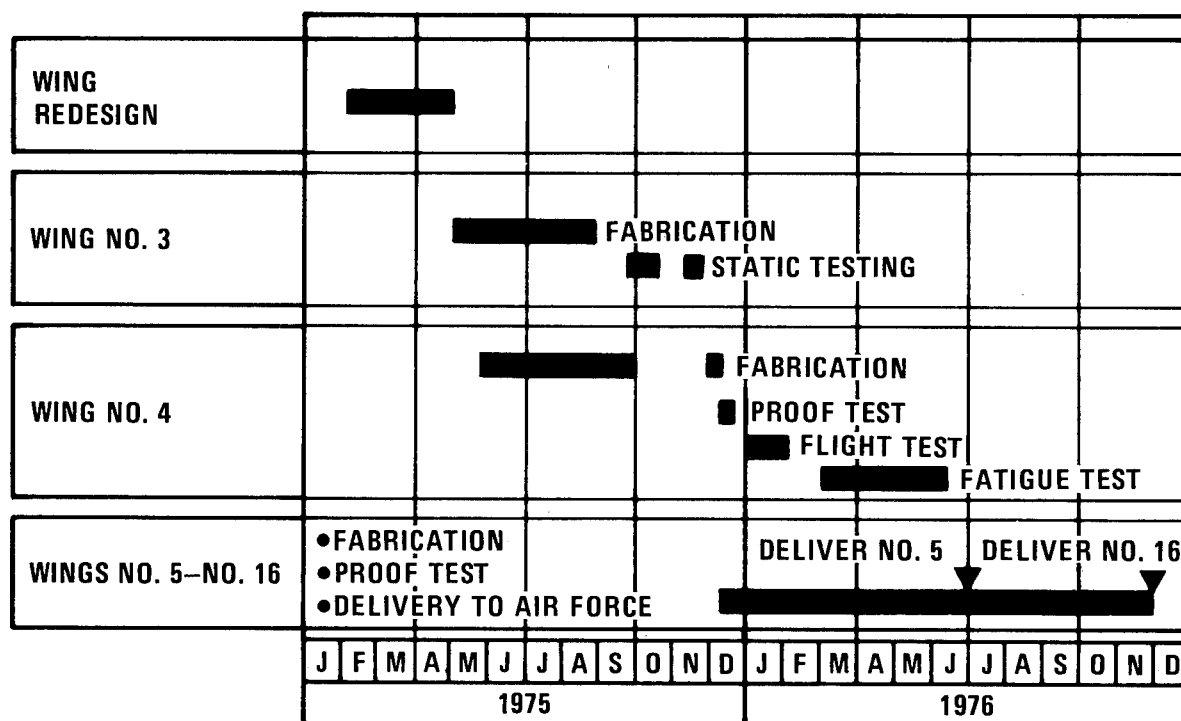 WING
REDESIGN
WING NO. 3
FABRICATION
STATIC TESTING
WING NO. 4
FABRICATION
PROOF TEST
FLIGHT TEST
FATIGUE TEST
WINGS NO. 5–NO. 16
•FABRICATION
•PROOF TEST
•DELIVERY TO AIR FORCE
DELIVER NO. 5 DELIVER NO. 16
J F M A M J J A S O N D J F M A M J J A S O N D
1975 1976